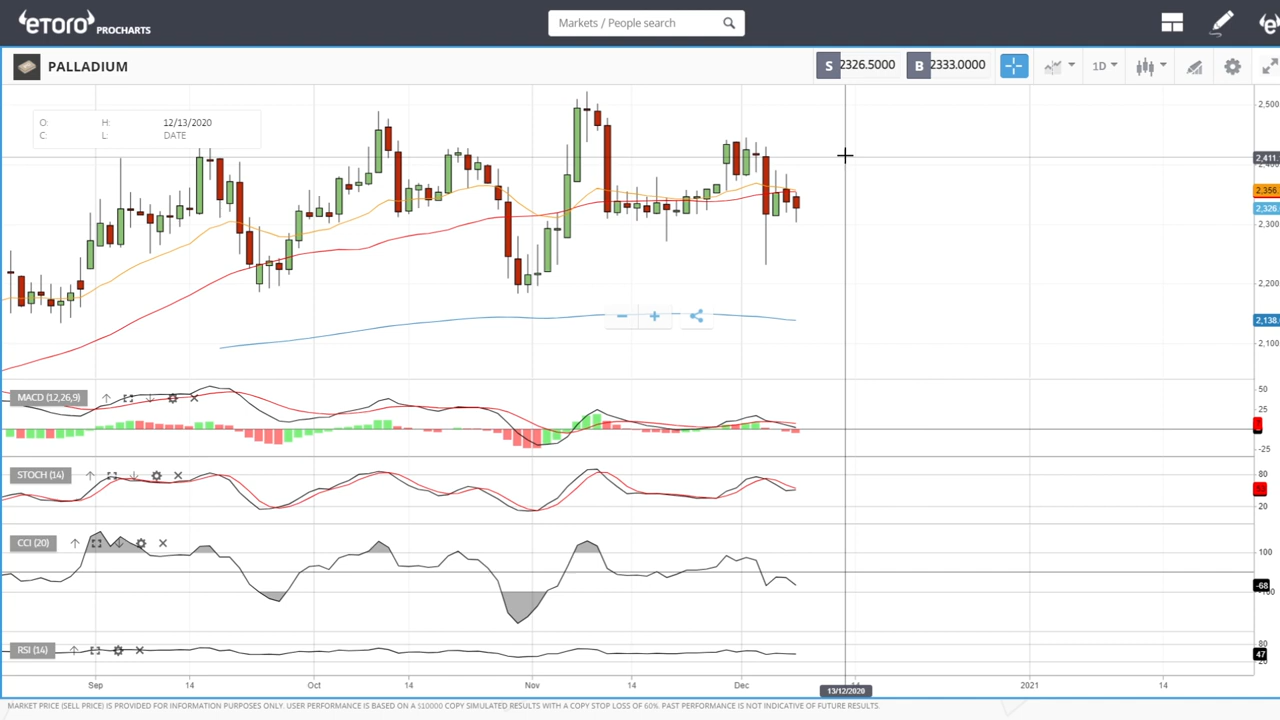 eToro PROCHARTS
Markets / People search
PALLADIUM
S 2326.5000 B 2333.0000 1D
O: H: 12/13/2020
C: L: DATE
2,500
2,411.
2,356.
2,326
2,300
2,200
2,138.
2,100
MACD (12,26,9)
50
25
-25
STOCH (14)
80
20
CCI (20)
100
-68
RSI (14)
80
47
20
Sep 14 Oct 14 Nov 14 Dec 2021 14
13/12/2020
MARKET PRICE (SELL PRICE) IS PROVIDED FOR INFORMATION PURPOSES ONLY. USER PERFORMANCE IS BASED ON A $10000 COPY SIMULATED RESULTS WITH A COPY STOP LOSS OF 60%. PAST PERFORMANCE IS NOT INDICATIVE OF FUTURE RESULTS.